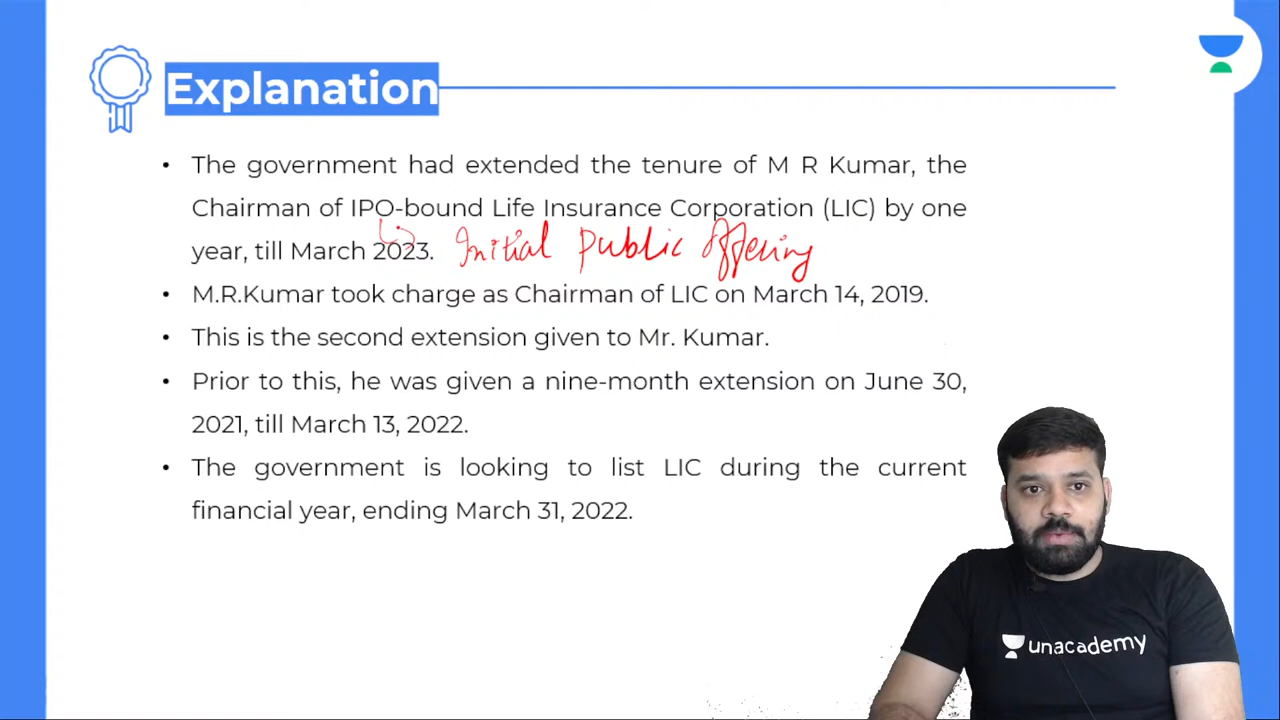 Explanation
• The government had extended the tenure of M R Kumar, the
Chairman of IPO-bound Life Insurance Corporation (LIC) by one
year, till March 2023. Initial Public Offering
• M.R.Kumar took charge as Chairman of LIC on March 14, 2019.
• This is the second extension given to Mr. Kumar.
• Prior to this, he was given a nine-month extension on June 30,
2021, till March 13, 2022.
• The government is looking to list LIC during the current
financial year, ending March 31, 2022.
unacademy